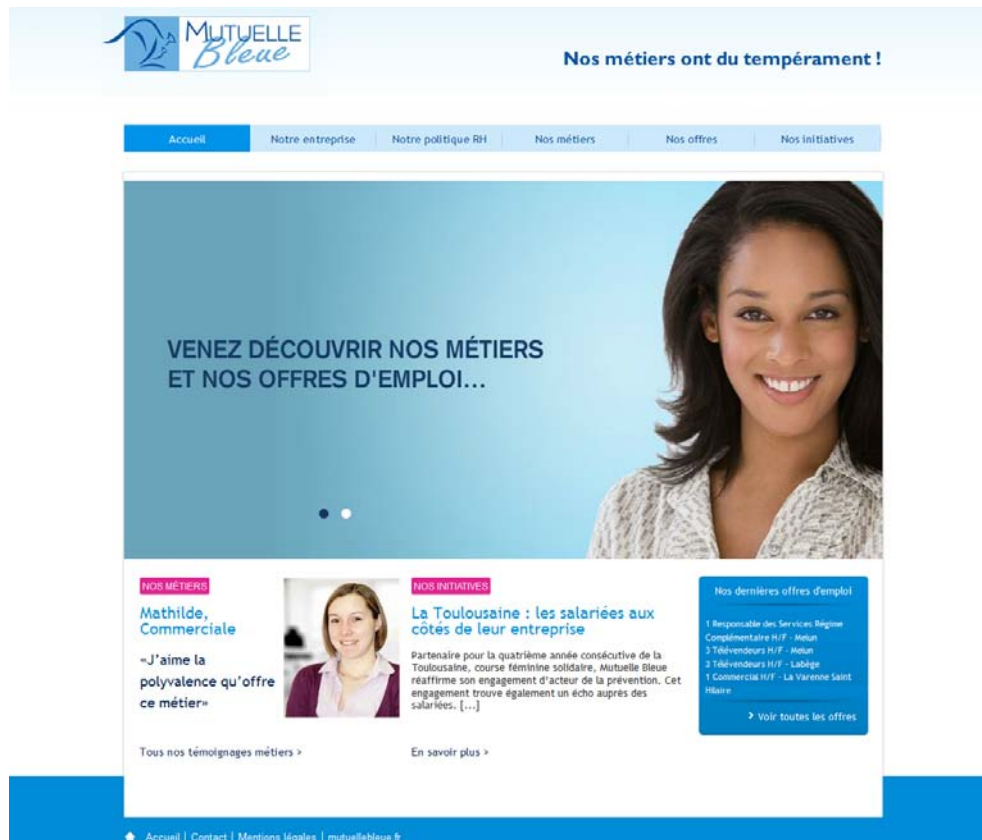 MUTUELLE
Bleue
Nos métiers ont du tempérament !
Accueil
Notre entreprise
Notre politique RH
Nos métiers
Nos offres
Nos initiatives
VENEZ DÉCOUVRIR NOS MÉTIERS
ET NOS OFFRES D'EMPLOI...
NOS MÉTIERS
Mathilde,
Commerciale
«J'aime la
polyvalence qu'offre
ce métier»
Tous nos témoignages métiers >
NOS INITIATIVES
La Toulousaine : les salariées aux
côtés de leur entreprise
Partenaire pour la quatrième année consécutive de la
Toulousaine, course féminine solidaire, Mutuelle Bleue
réaffirme son engagement d'acteur de la prévention. Cet
engagement trouve également un écho auprès des
salariées. [...]
En savoir plus >
Nos dernières offres d'emploi
1 Responsable des Services Régime
Complémentaire H/F - Melun
3 Télévendeurs H/F - Melun
2 Télévendeurs H/F - Labège
1 Commercial H/F - La Varenne Saint
Hilaire
> Voir toutes les offres
Accueil | Contact | Mentions légales | mutuellebleue.fr